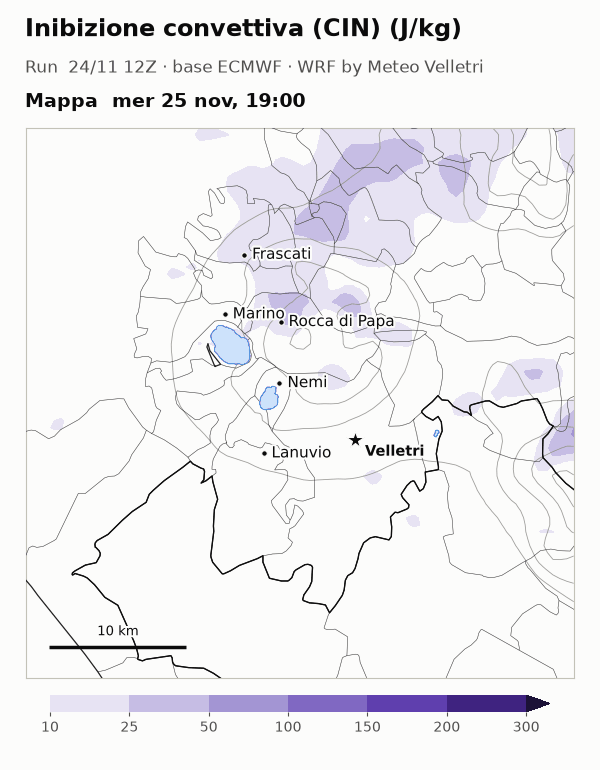 Inibizione convettiva (CIN) (J/kg)
Run  24/11 12Z · base ECMWF · WRF by Meteo Velletri
Mappa  mer 25 nov, 19:00
Frascati
Marino
Rocca di Papa
Nemi
Velletri
Lanuvio
10 km
10 25 50 100 150 200 300